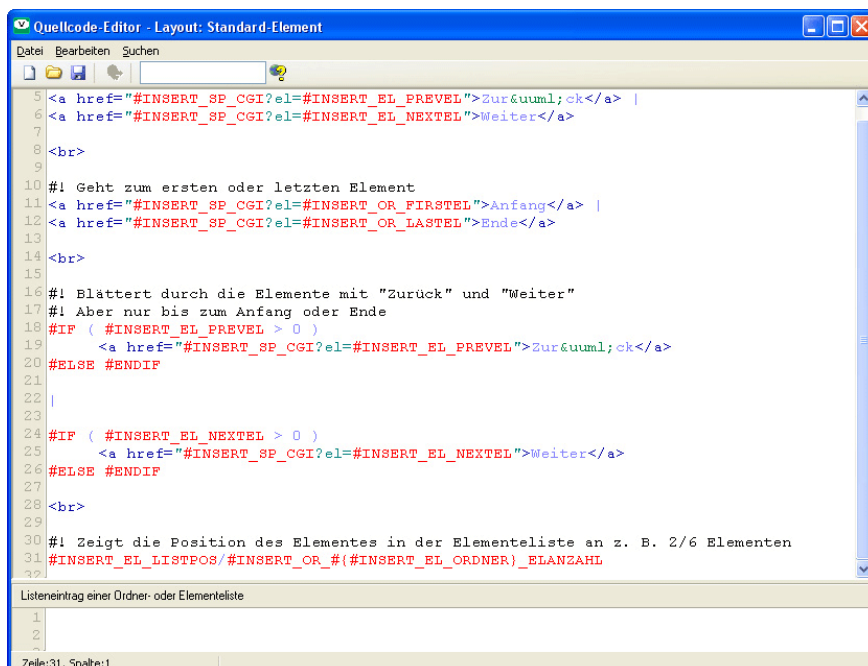 Quellcode-Editor - Layout: Standard-Element
Datei Bearbeiten Suchen
5 <a href="#INSERT_SP_CGI?el=#INSERT_EL_PREVEL">Zur&uuml;ck</a> |
6 <a href="#INSERT_SP_CGI?el=#INSERT_EL_NEXTEL">Weiter</a>
7
8 <br>
9
10 #! Geht zum ersten oder letzten Element
11 <a href="#INSERT_SP_CGI?el=#INSERT_OR_FIRSTEL">Anfang</a> |
12 <a href="#INSERT_SP_CGI?el=#INSERT_OR_LASTEL">Ende</a>
13
14 <br>
15
16 #! Blättert durch die Elemente mit "Zurück" und "Weiter"
17 #! Aber nur bis zum Anfang oder Ende
18 #IF ( #INSERT_EL_PREVEL > 0 )
19 <a href="#INSERT_SP_CGI?el=#INSERT_EL_PREVEL">Zur&uuml;ck</a>
20 #ELSE #ENDIF
21
22 |
23
24 #IF ( #INSERT_EL_NEXTEL > 0 )
25 <a href="#INSERT_SP_CGI?el=#INSERT_EL_NEXTEL">Weiter</a>
26 #ELSE #ENDIF
27
28 <br>
29
30 #! Zeigt die Position des Elementes in der Elementeliste an z. B. 2/6 Elementen
31 #INSERT_EL_LISTPOS/#INSERT_OR_#{#INSERT_EL_ORDNER}_ELANZAHL
32
Listeneintrag einer Ordner- oder Elementeliste
1
2
Zeile:31, Spalte:1